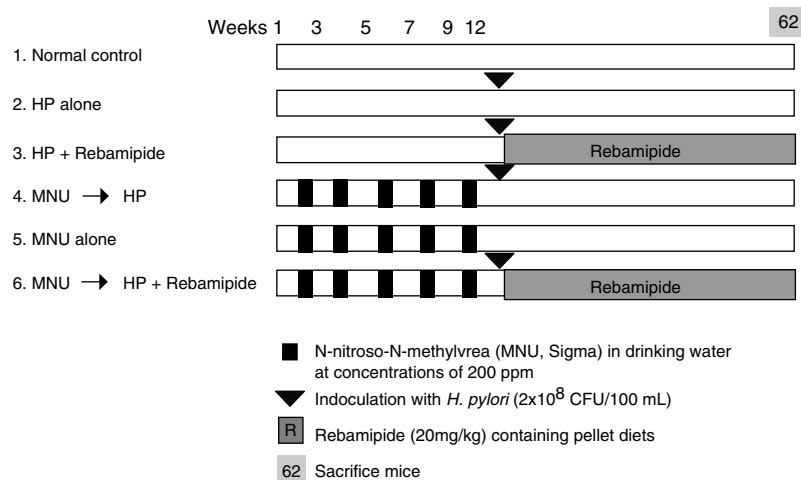 Weeks 1 3 5 7 9 12 62
1. Normal control
2. HP alone
3. HP + Rebamipide Rebamipide
4. MNU → HP
5. MNU alone
6. MNU → HP + Rebamipide Rebamipide
N-nitroso-N-methylvrea (MNU, Sigma) in drinking water
at concentrations of 200 ppm
Indoculation with H. pylori (2x10⁸ CFU/100 mL)
R Rebamipide (20mg/kg) containing pellet diets
62 Sacrifice mice